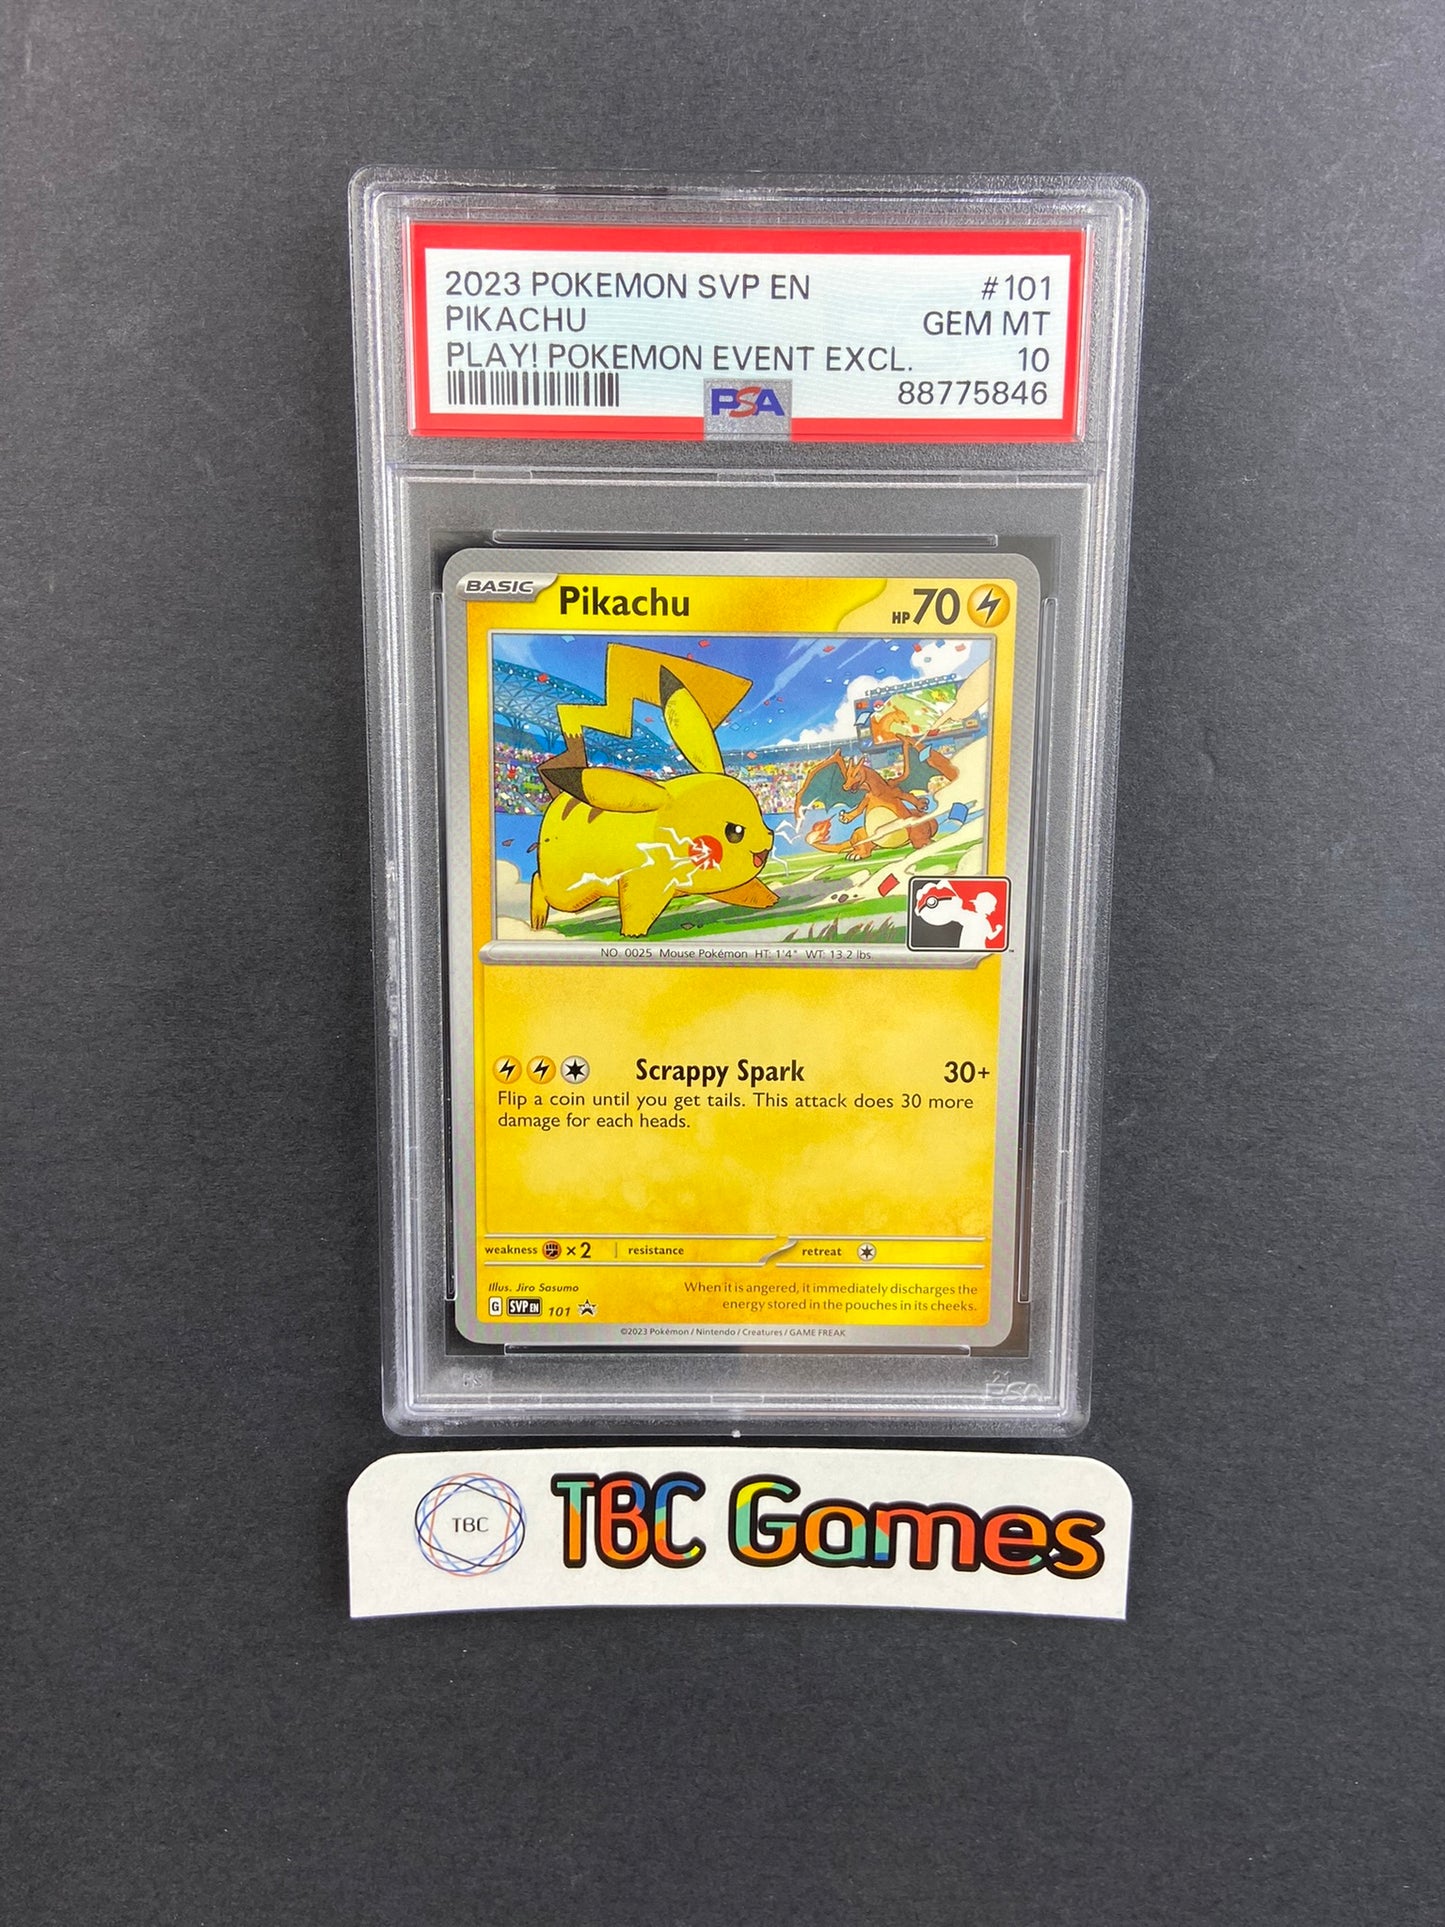 2023 POKEMON SVP EN #101
PIKACHU GEM MT
PLAY! POKEMON EVENT EXCL. 10
88775846
PSA
BASIC Pikachu HP 70
NO. 0025 Mouse Pokémon HT: 1'4" WT: 13.2 lbs
Scrappy Spark 30+
Flip a coin until you get tails. This attack does 30 more
damage for each heads.
weakness ×2 resistance retreat
Illus. Jiro Sasumo
When it is angered, it immediately discharges the
energy stored in the pouches in its cheeks.
G SVP EN 101
©2023 Pokémon / Nintendo / Creatures / GAME FREAK
PSA
TBC TBC Games